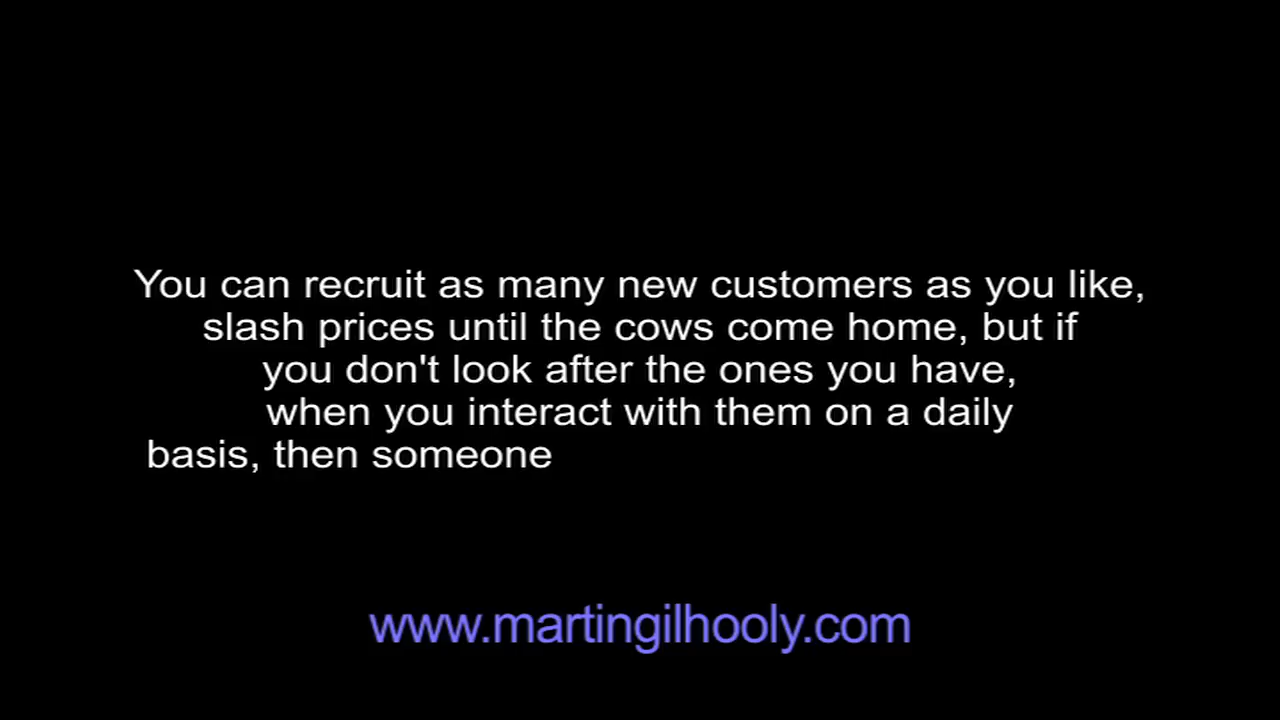 You can recruit as many new customers as you like,
slash prices until the cows come home, but if
you don't look after the ones you have,
when you interact with them on a daily
basis, then someone
www.martingilhooly.com